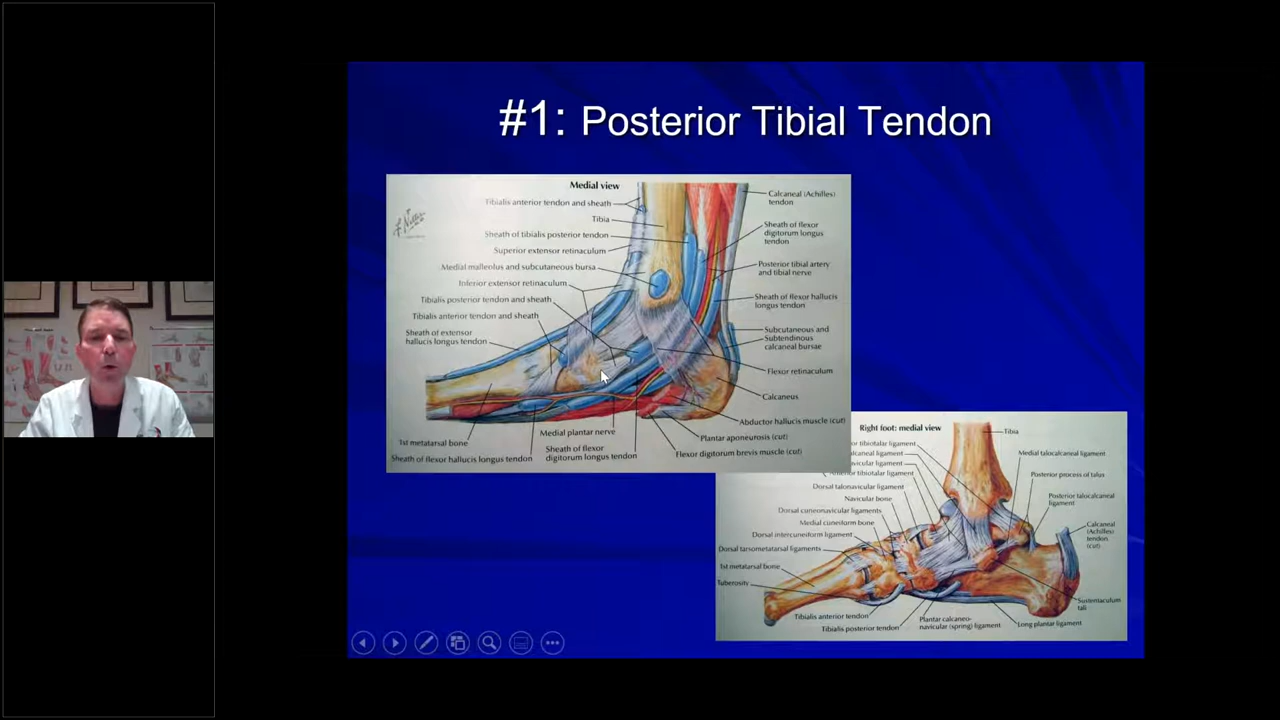 #1: Posterior Tibial Tendon
Medial view
Tibialis anterior tendon and sheath
Tibia
Sheath of tibialis posterior tendon
Superior extensor retinaculum
Medial malleolus and subcutaneous bursa
Inferior extensor retinaculum
Tibialis posterior tendon and sheath
Tibialis anterior tendon and sheath
Sheath of extensor
hallucis longus tendon
1st metatarsal bone
Sheath of flexor hallucis longus tendon
Medial plantar nerve
Sheath of flexor
digitorum longus tendon
Calcaneal (Achilles)
tendon
Sheath of flexor
digitorum longus
tendon
Posterior tibial artery
and tibial nerve
Sheath of flexor hallucis
longus tendon
Subcutaneous and
Subtendinous
calcaneal bursae
Flexor retinaculum
Calcaneus
Abductor hallucis muscle (cut)
Plantar aponeurosis (cut)
Flexor digitorum brevis muscle (cut)
Right foot: medial view
tibiotalar ligament
ligament
ligament
tibiotalar ligament
Dorsal talonavicular ligament
Navicular bone
Dorsal cuneonavicular ligaments
Medial cuneiform bone
Dorsal intercuneiform ligament
Dorsal tarsometatarsal ligaments
1st metatarsal bone
Tuberosity
Tibialis anterior tendon
Tibialis posterior tendon
Tibia
Medial talocalcaneal ligament
Posterior process of talus
Posterior talocalcaneal
ligament
Calcaneal
(Achilles)
tendon
(cut)
Sustentaculum
tali
Long plantar ligament
Plantar calcaneo-
navicular (spring) ligament